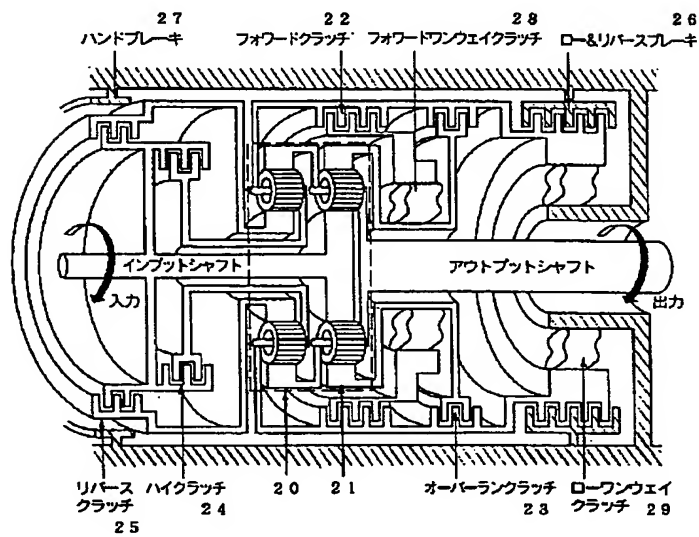 27
ハンドブレーキ
22
フォワードクラッチ
28
フォワードワンウェイクラッチ
26
ロー&リバースブレーキ
インプットシャフト
アウトプットシャフト
入力
出力
リバース
クラッチ
25
ハイクラッチ
24
20
21
オーバーランクラッチ
23
ローワンウェイ
クラッチ 29